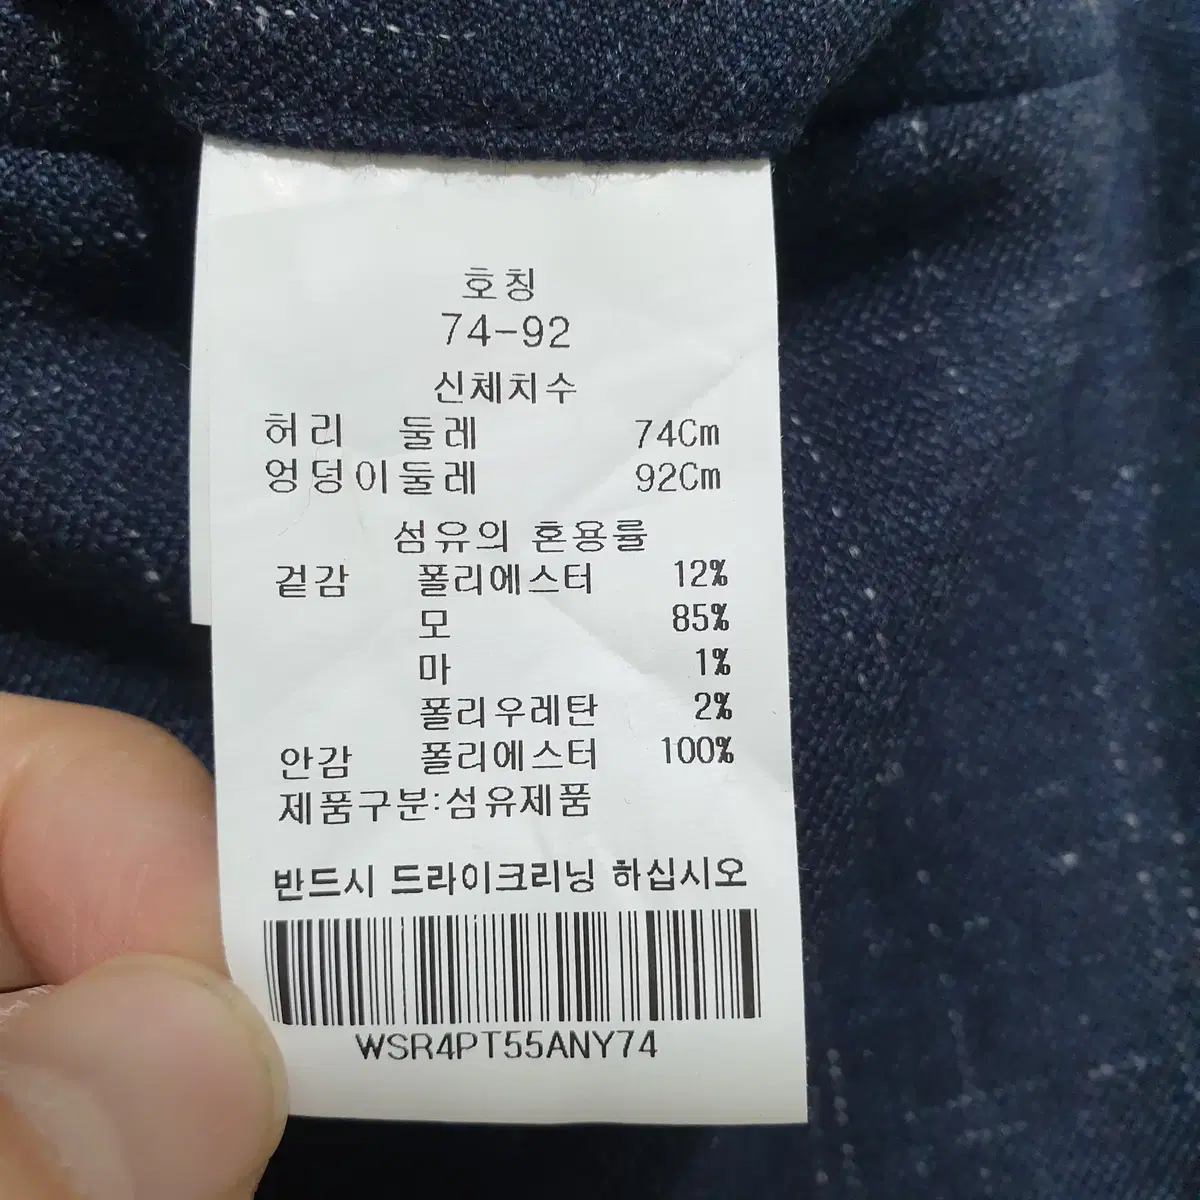 호칭
74-92
신체치수
허리 둘레 74Cm
엉덩이둘레 92Cm
섬유의 혼용률
겉감 폴리에스터 12%
모 85%
마 1%
폴리우레탄 2%
안감 폴리에스터 100%
제품구분:섬유제품
반드시 드라이크리닝 하십시오
WSR4PT55ANY74